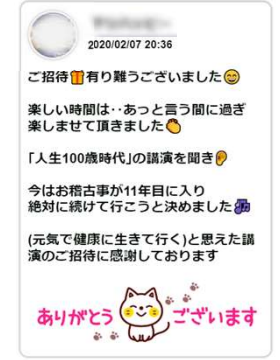 2020/02/07 20:36
ご招待🎁有り難うございました😊
楽しい時間は‥あっと言う間に過ぎ
楽しませて頂きました👏
「人生100歳時代」の講演を聞き👂
今はお稽古事が11年目に入り
絶対に続けて行こうと決めました🎶
(元気で健康に生きて行く)と思えた講
演のご招待に感謝しております
ありがとう ございます